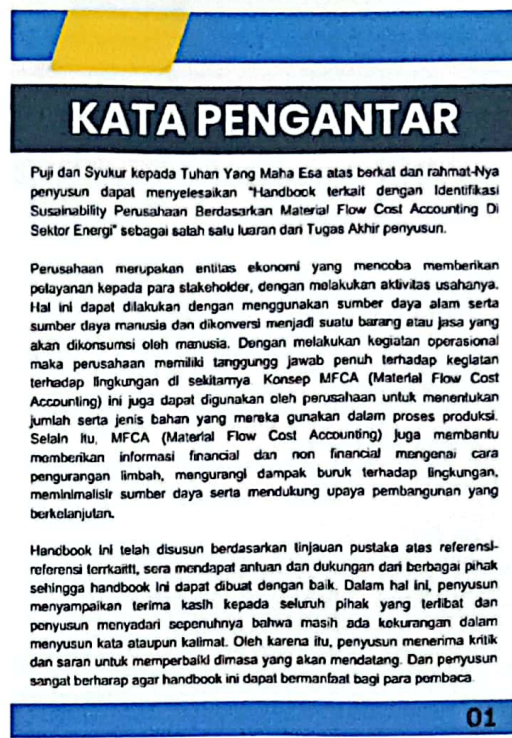 KATA PENGANTAR
Puji dan Syukur kepada Tuhan Yang Maha Esa atas berkat dan rahmat-Nya
penyusun dapat menyelesaikan "Handbook terkait dengan Identifikasi
Susainability Perusahaan Berdasarkan Material Flow Cost Accounting Di
Sektor Energi" sebagai salah satu luaran dari Tugas Akhir penyusun.
Perusahaan merupakan entitas ekonomi yang mencoba memberikan
pelayanan kepada para stakeholder, dengan melakukan aktivitas usahanya.
Hal ini dapat dilakukan dengan menggunakan sumber daya alam serta
sumber daya manusia dan dikonversi menjadi suatu barang atau jasa yang
akan dikonsumsi oleh manusia. Dengan melakukan kegiatan operasional
maka perusahaan memiliki tanggungg jawab penuh terhadap kegiatan
terhadap lingkungan di sekitarnya. Konsep MFCA (Material Flow Cost
Accounting) ini juga dapat digunakan oleh perusahaan untuk menentukan
jumlah serta jenis bahan yang mereka gunakan dalam proses produksi.
Selain itu, MFCA (Material Flow Cost Accounting) juga membantu
memberikan informasi financial dan non financial mengenai cara
pengurangan limbah, mengurangi dampak buruk terhadap lingkungan,
meminimalisir sumber daya serta mendukung upaya pembangunan yang
berkelanjutan.
Handbook ini telah disusun berdasarkan tinjauan pustaka atas referensi-
referensi terrkaittt, sera mendapat antuan dan dukungan dari berbagai pihak
sehingga handbook ini dapat dibuat dengan baik. Dalam hal ini, penyusun
menyampaikan terima kasih kepada seluruh pihak yang terlibat dan
penyusun menyadari sepenuhnya bahwa masih ada kekurangan dalam
menyusun kata ataupun kalimat. Oleh karena itu, penyusun menerima kritik
dan saran untuk memperbaiki dimasa yang akan mendatang. Dan penyusun
sangat berharap agar handbook ini dapat bermanfaat bagi para pembaca.
01